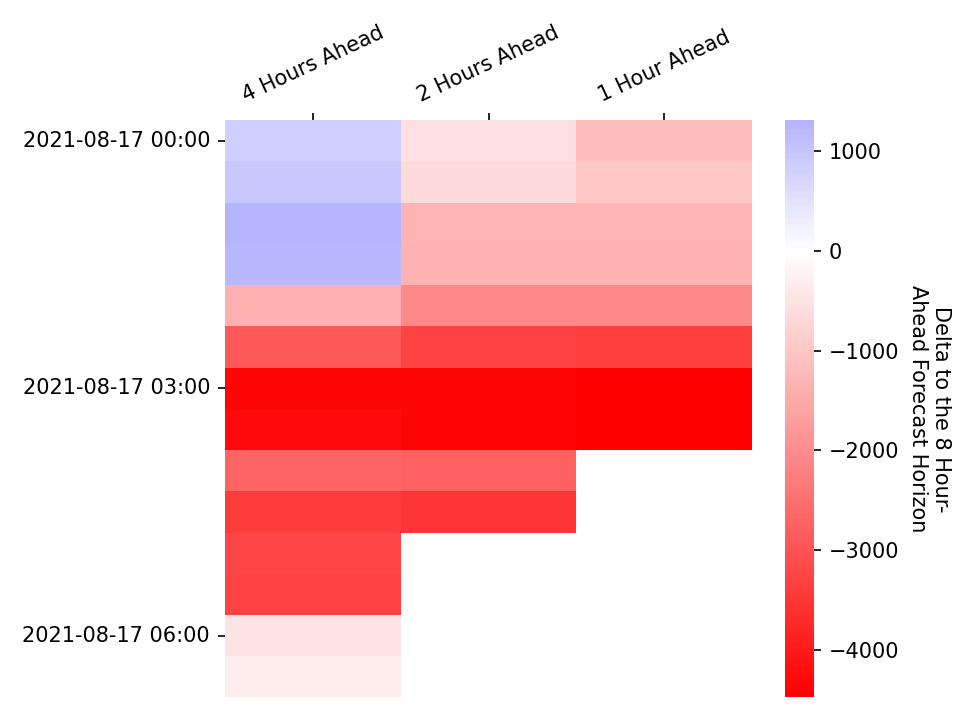 4 Hours Ahead
2 Hours Ahead
1 Hour Ahead
2021-08-17 00:00
2021-08-17 03:00
2021-08-17 06:00
1000
0
−1000
−2000
−3000
−4000
Delta to the 8 Hour-
Ahead Forecast Horizon